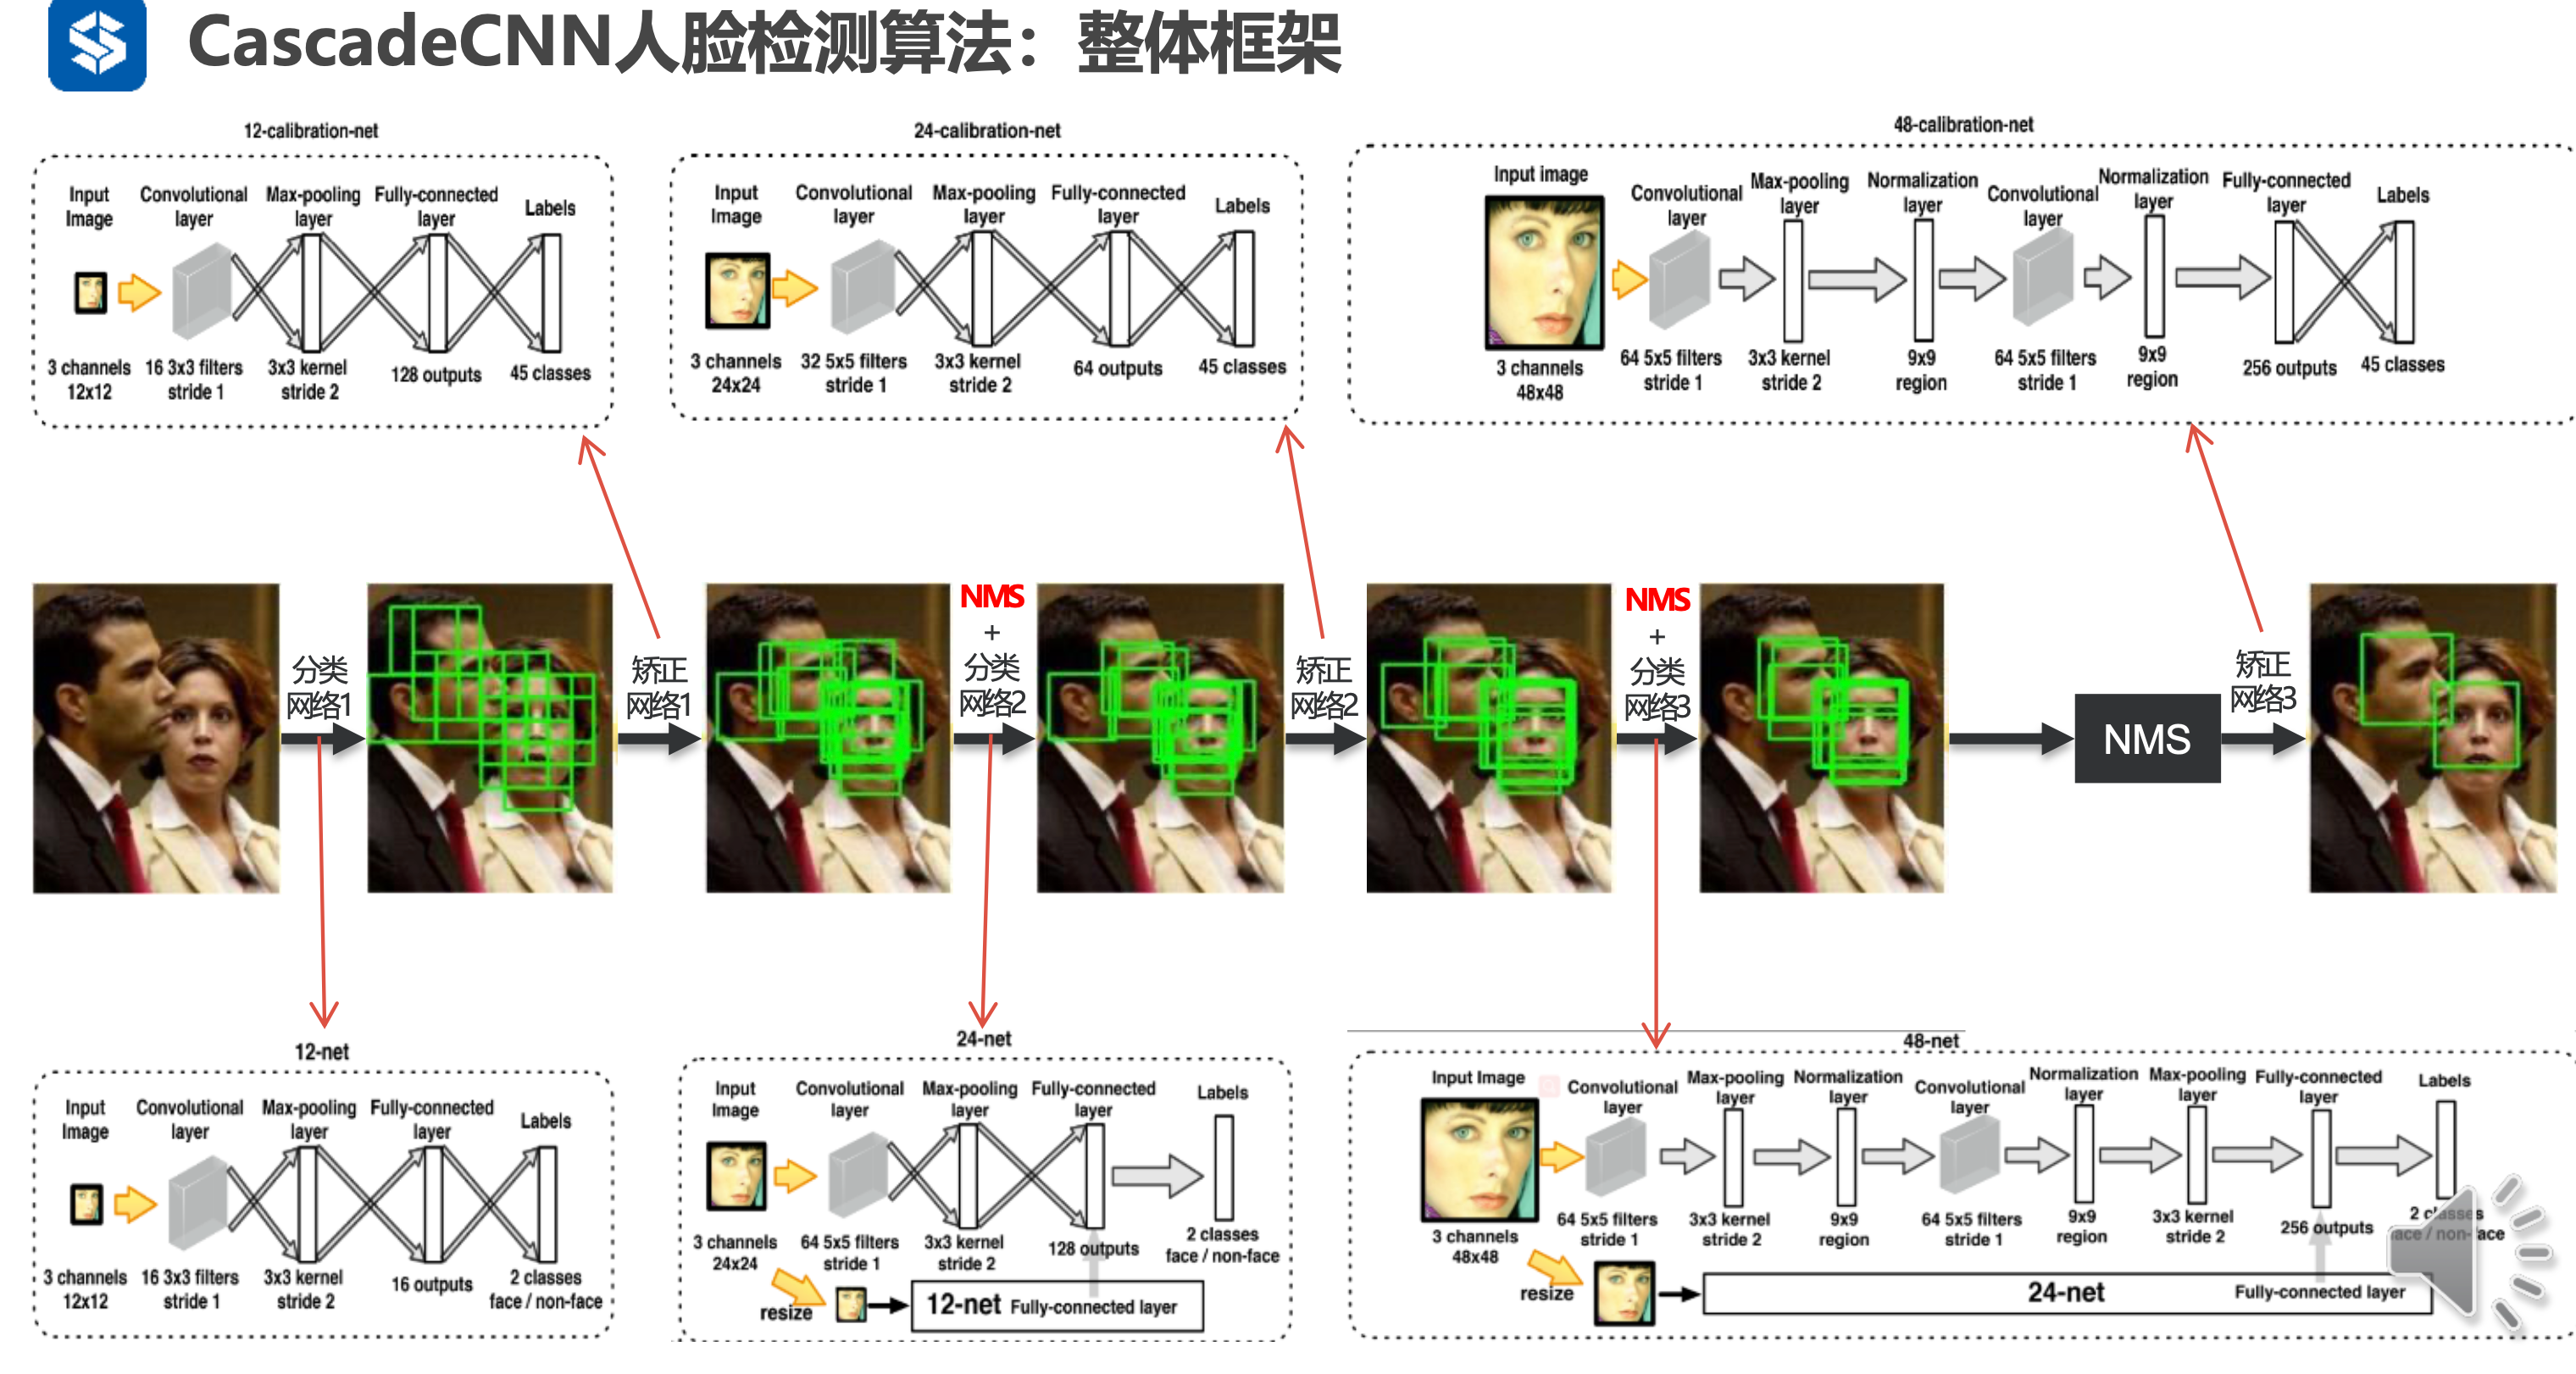 CascadeCNN人脸检测算法：整体框架
12-calibration-net
Input
Image
Convolutional
layer
Max-pooling
layer
Fully-connected
layer
Labels
3 channels
12x12
16 3x3 filters
stride 1
3x3 kernel
stride 2
128 outputs
45 classes
24-calibration-net
Input
Image
Convolutional
layer
Max-pooling
layer
Fully-connected
layer
Labels
3 channels
24x24
32 5x5 filters
stride 1
3x3 kernel
stride 2
64 outputs
45 classes
48-calibration-net
Input image
Convolutional
layer
Max-pooling
layer
Normalization
layer
Convolutional
layer
Normalization
layer
Fully-connected
layer
Labels
3 channels
48x48
64 5x5 filters
stride 1
3x3 kernel
stride 2
9x9
region
64 5x5 filters
stride 1
9x9
region
256 outputs
45 classes
分类
网络1
矫正
网络1
NMS
+
分类
网络2
矫正
网络2
NMS
+
分类
网络3
NMS
矫正
网络3
12-net
Input
Image
Convolutional
layer
Max-pooling
layer
Fully-connected
layer
Labels
3 channels
12x12
16 3x3 filters
stride 1
3x3 kernel
stride 2
16 outputs
2 classes
face / non-face
24-net
Input
Image
Convolutional
layer
Max-pooling
layer
Fully-connected
layer
Labels
3 channels
24x24
64 5x5 filters
stride 1
3x3 kernel
stride 2
128 outputs
2 classes
face / non-face
resize
12-net Fully-connected layer
48-net
Input Image
Convolutional
layer
Max-pooling
layer
Normalization
layer
Convolutional
layer
Normalization
layer
Max-pooling
layer
Fully-connected
layer
Labels
3 channels
48x48
64 5x5 filters
stride 1
3x3 kernel
stride 2
9x9
region
64 5x5 filters
stride 1
9x9
region
3x3 kernel
stride 2
256 outputs
2 classes
face / non-face
resize
24-net
Fully-connected layer